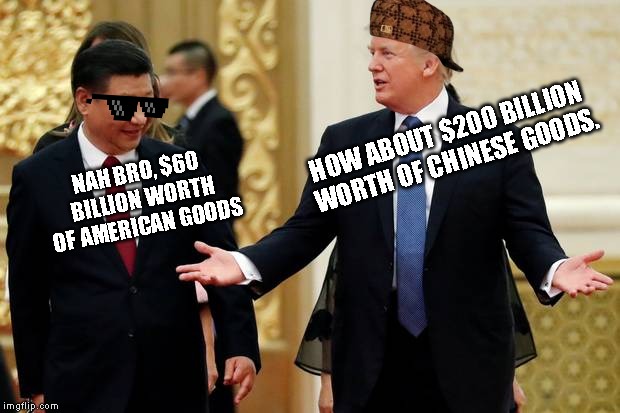 HOW ABOUT $200 BILLION
WORTH OF CHINESE GOODS.
NAH BRO, $60
BILLION WORTH
OF AMERICAN GOODS
imgflip.com